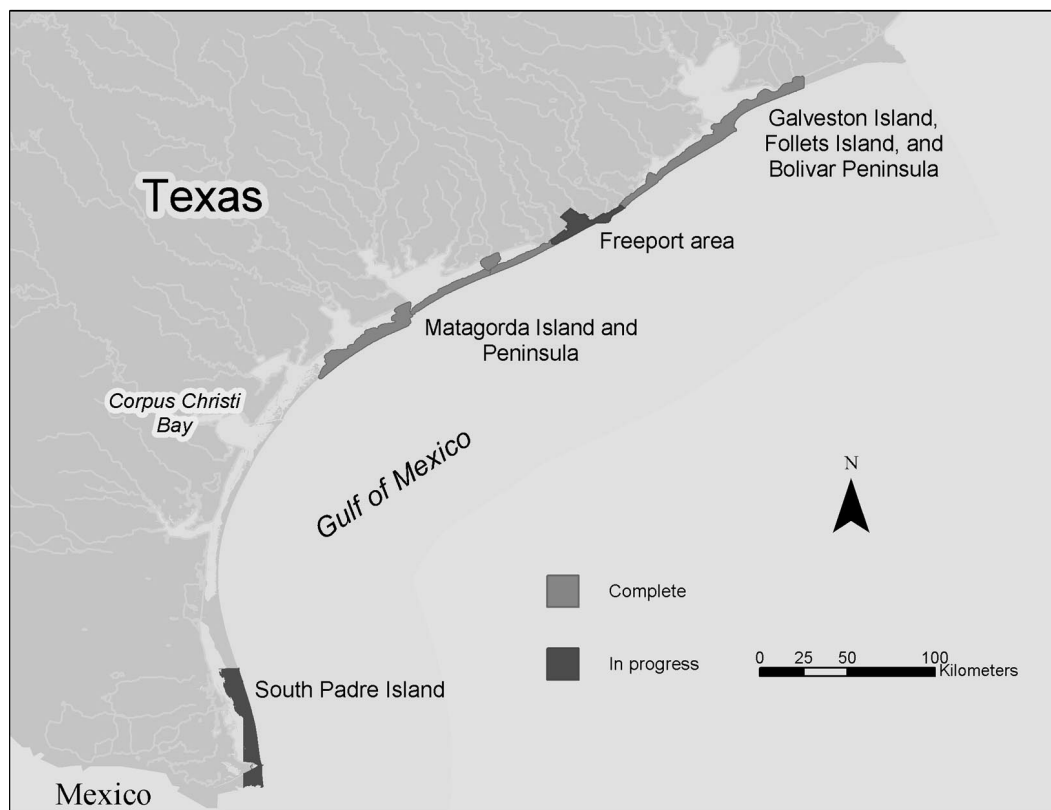 Galveston Island,
Follets Island, and
Bolivar Peninsula
Texas
Freeport area
Matagorda Island and
Peninsula
Corpus Christi
Bay
Gulf of Mexico
N
Complete
In progress
0 25 50 100
Kilometers
South Padre Island
Mexico